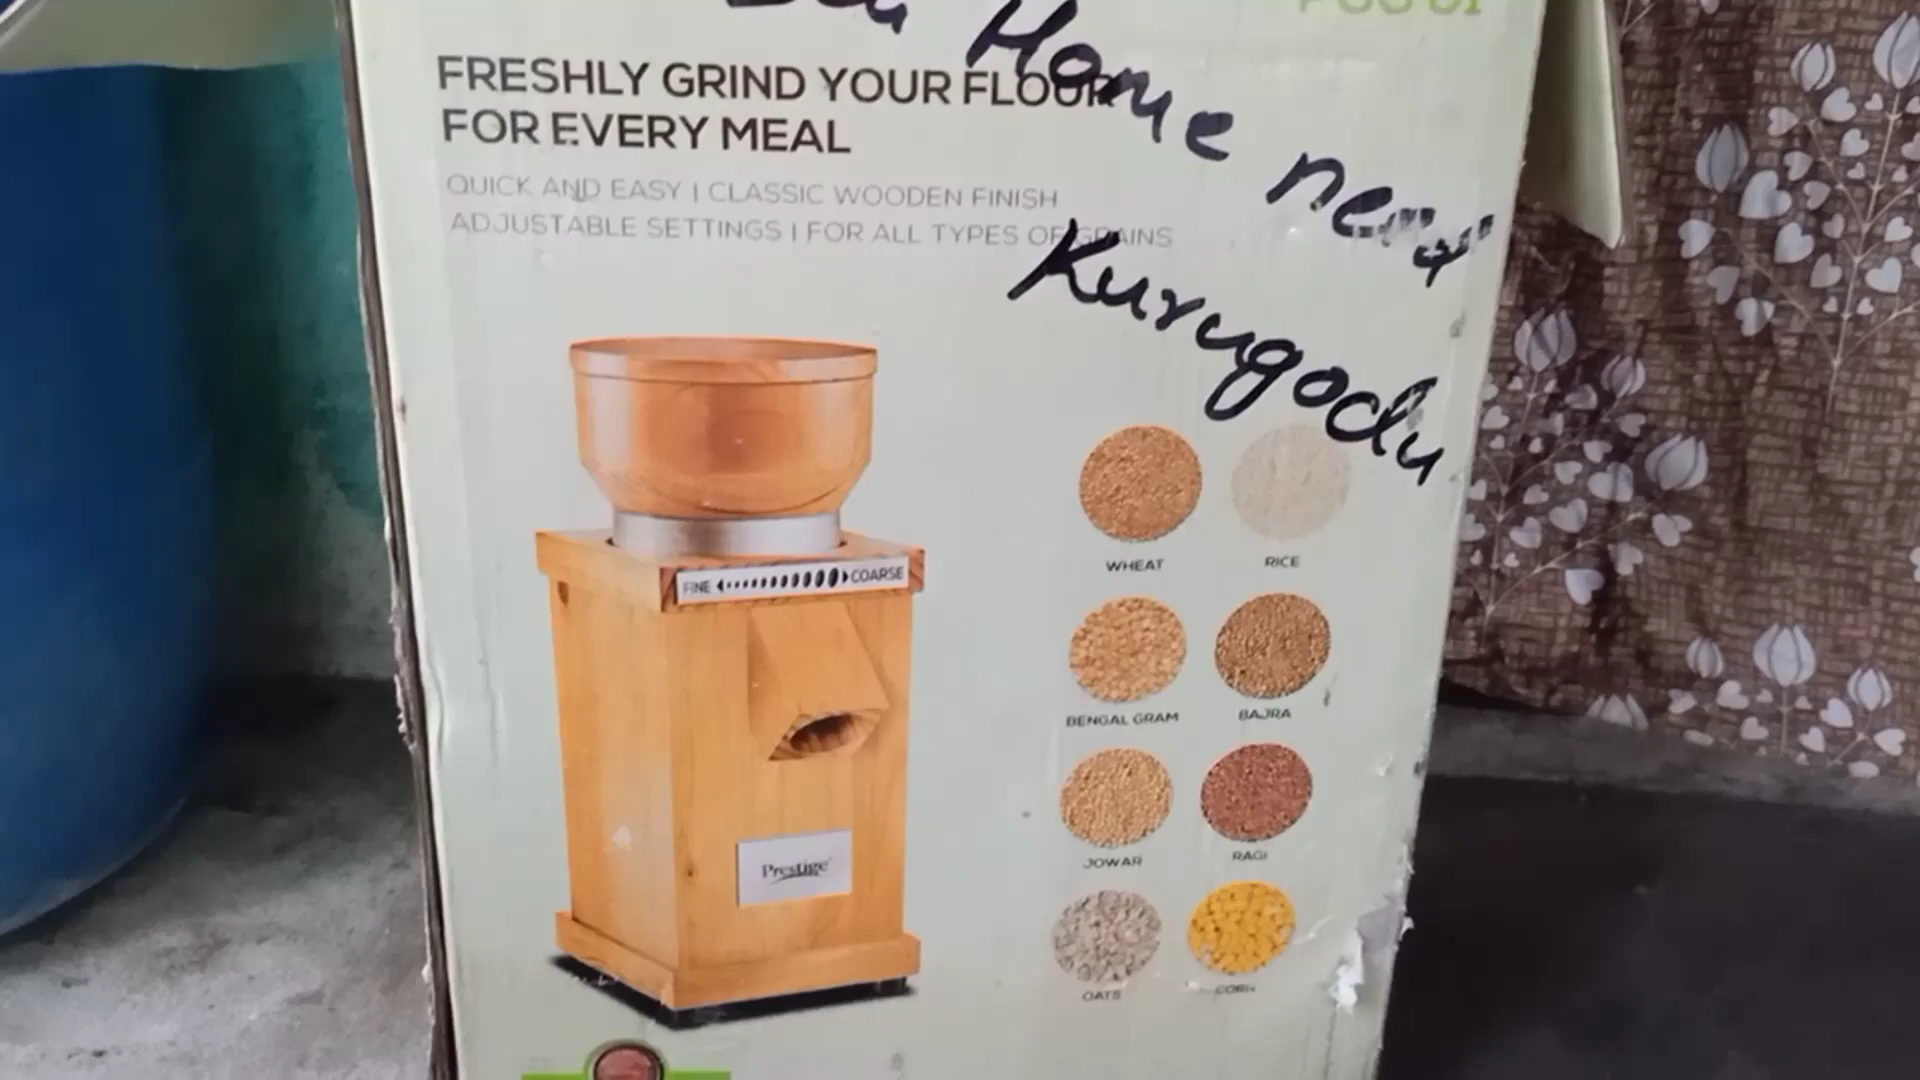 Home near
Kurugodu
FRESHLY GRIND YOUR FLOUR
FOR EVERY MEAL
QUICK AND EASY | CLASSIC WOODEN FINISH
ADJUSTABLE SETTINGS | FOR ALL TYPES OF GRAINS
FINE COARSE
Prestige
WHEAT RICE
BENGAL GRAM BAJRA
JOWAR RAGI
OATS CORN